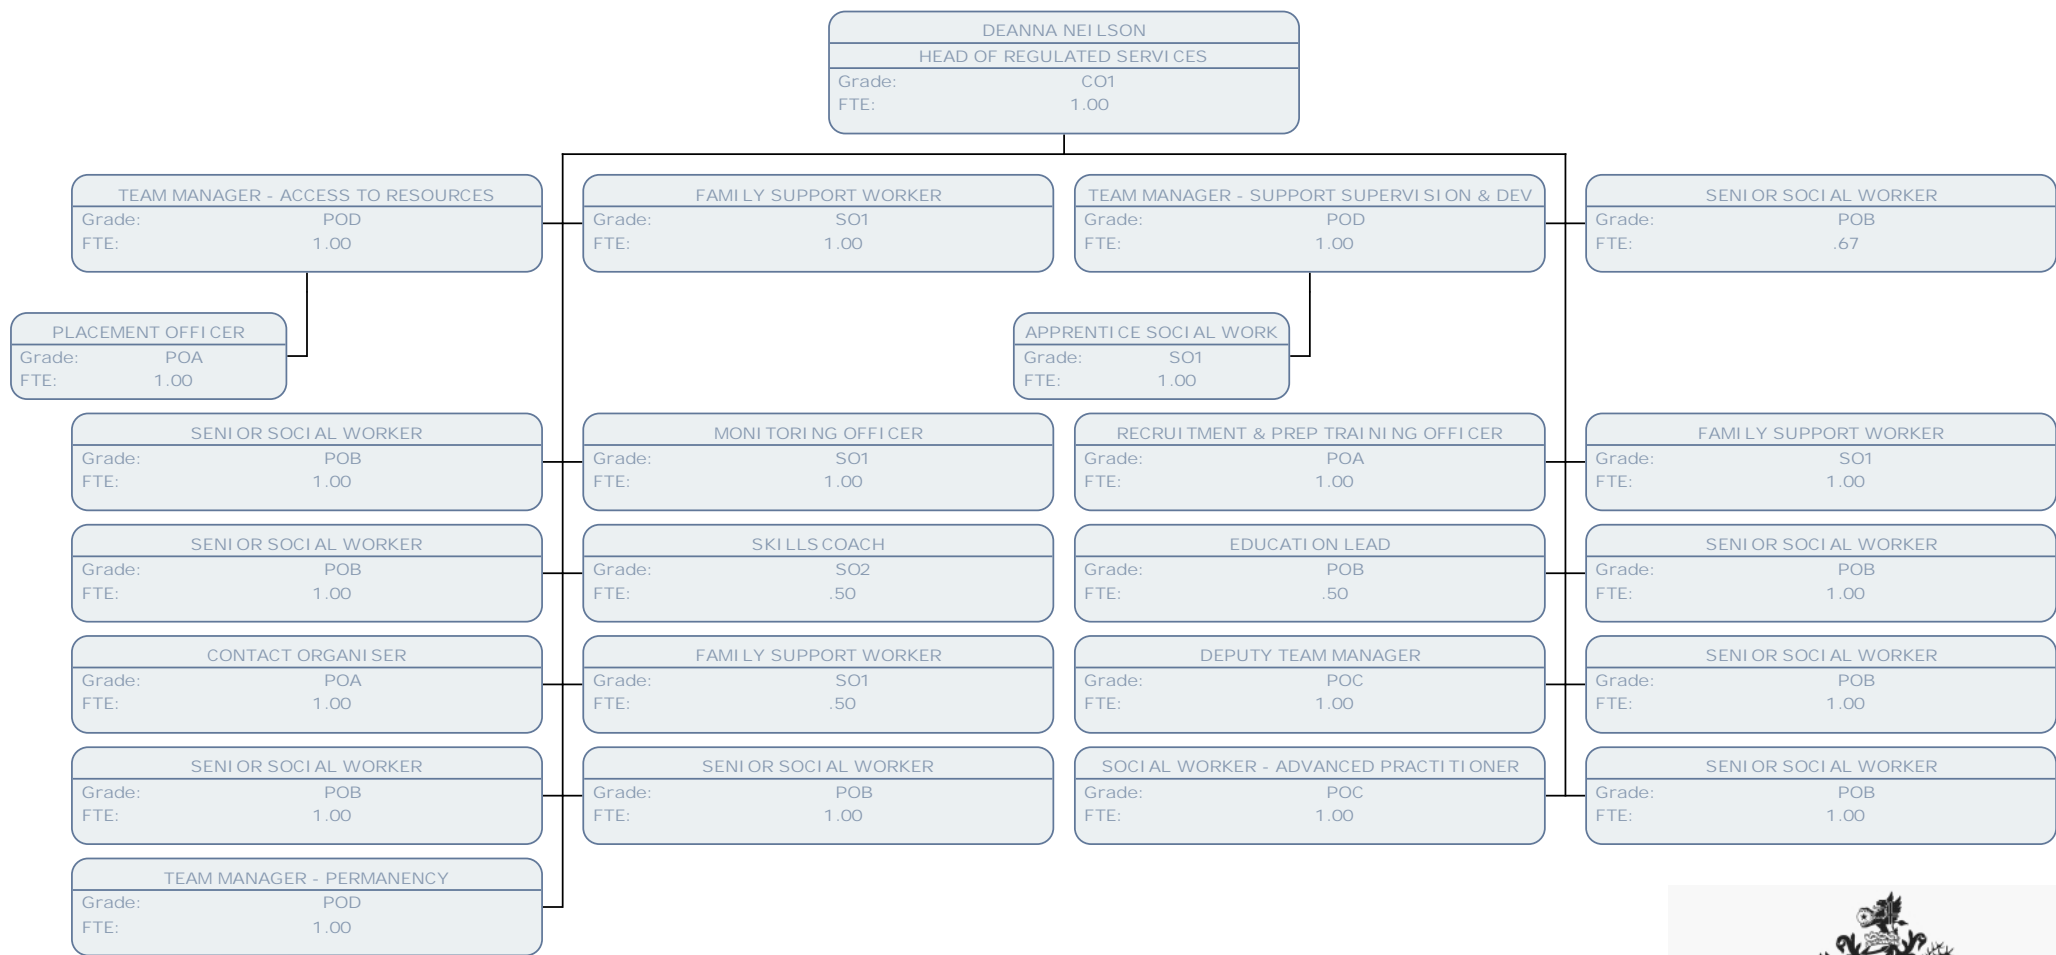 DEANNA NEILSON
HEAD OF REGULATED SERVICES
Grade: CO1
FTE: 1.00
TEAM MANAGER - ACCESS TO RESOURCES
Grade: POD
FTE: 1.00
FAMILY SUPPORT WORKER
Grade: SO1
FTE: 1.00
TEAM MANAGER - SUPPORT SUPERVISION & DEV
Grade: POD
FTE: 1.00
SENIOR SOCIAL WORKER
Grade: POB
FTE: .67
PLACEMENT OFFICER
Grade: POA
FTE: 1.00
APPRENTICE SOCIAL WORK
Grade: SO1
FTE: 1.00
SENIOR SOCIAL WORKER
Grade: POB
FTE: 1.00
MONITORING OFFICER
Grade: SO1
FTE: 1.00
RECRUITMENT & PREP TRAINING OFFICER
Grade: POA
FTE: 1.00
FAMILY SUPPORT WORKER
Grade: SO1
FTE: 1.00
SENIOR SOCIAL WORKER
Grade: POB
FTE: 1.00
SKILLS COACH
Grade: SO2
FTE: .50
EDUCATION LEAD
Grade: POB
FTE: .50
SENIOR SOCIAL WORKER
Grade: POB
FTE: 1.00
CONTACT ORGANISER
Grade: POA
FTE: 1.00
FAMILY SUPPORT WORKER
Grade: SO1
FTE: .50
DEPUTY TEAM MANAGER
Grade: POC
FTE: 1.00
SENIOR SOCIAL WORKER
Grade: POB
FTE: 1.00
SENIOR SOCIAL WORKER
Grade: POB
FTE: 1.00
SENIOR SOCIAL WORKER
Grade: POB
FTE: 1.00
SOCIAL WORKER - ADVANCED PRACTITIONER
Grade: POC
FTE: 1.00
SENIOR SOCIAL WORKER
Grade: POB
FTE: 1.00
TEAM MANAGER - PERMANENCY
Grade: POD
FTE: 1.00